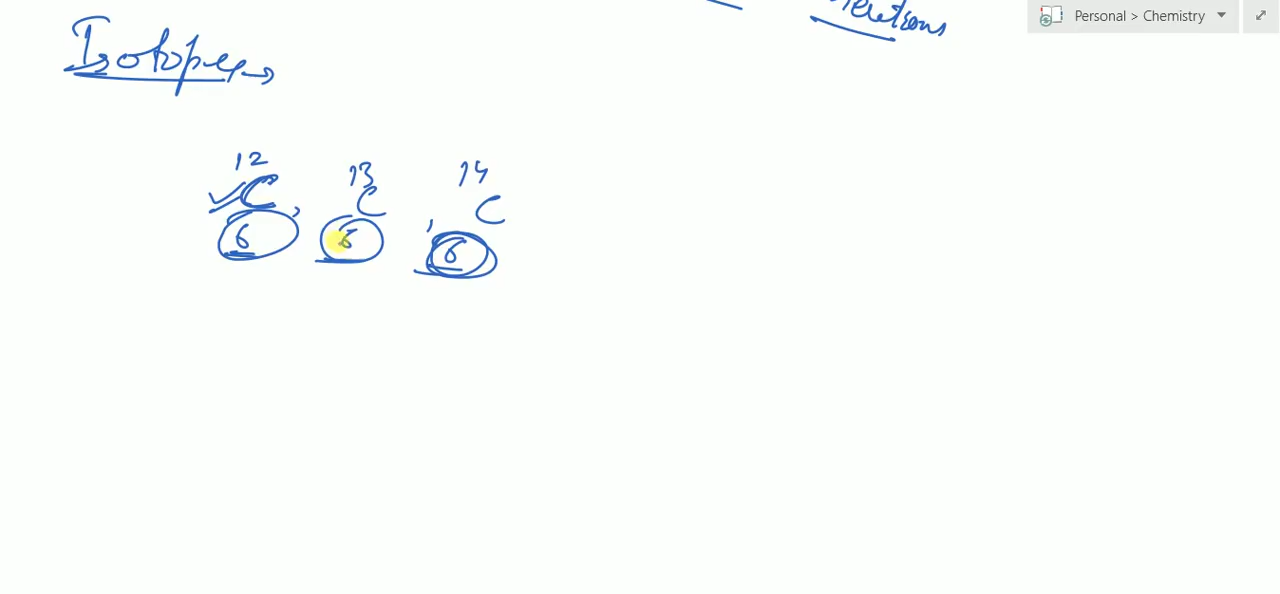 Personal > Chemistry
Isotopes→
12 13 14
C, C, C
6 6 6